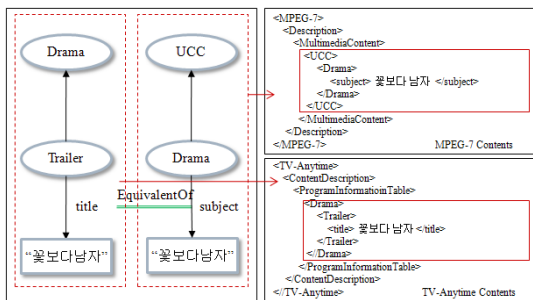 Drama
UCC
Trailer
Drama
EquivalentOf
title
subject
“꽃보다남자”
“꽃보다남자”
<MPEG-7>
<Description>
<MultimediaContent>
<UCC>
<Drama>
<subject> 꽃보다 남자 </subject>
</Drama>
</UCC>
</MultimediaContent>
</Description>
</MPEG-7>
MPEG-7 Contents
<TV-Anytime>
<ContentDescription>
<ProgramInformatioinTable>
<Drama>
<Trailer>
<title> 꽃보다남자 </title>
</Trailer>
</Drama>
</ProgramInformationTable>
</ContentDescription>
<//TV-Anytime>
TV-Anytime Contents